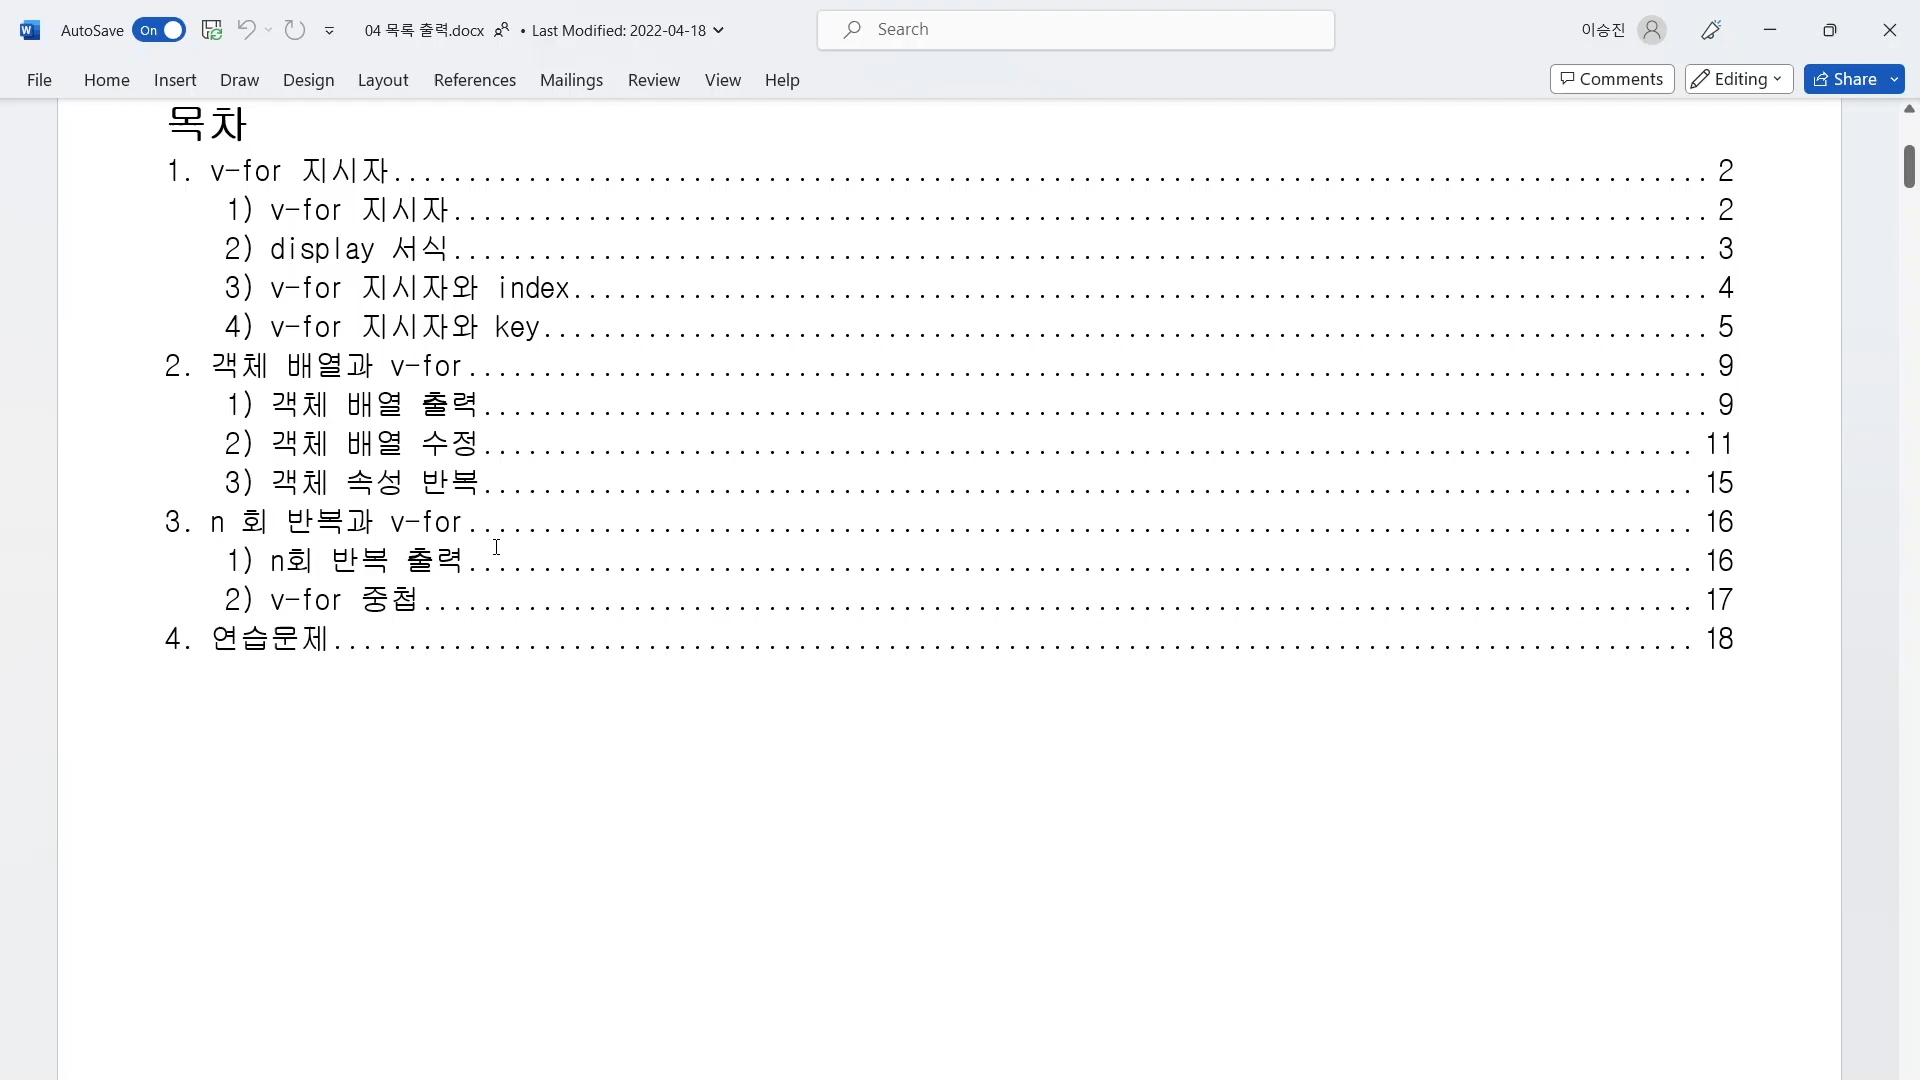 AutoSave On 04 목록 출력.docx • Last Modified: 2022-04-18 Search 이승진
File Home Insert Draw Design Layout References Mailings Review View Help Comments Editing Share
목차
1. v-for 지시자 2
1) v-for 지시자 2
2) display 서식 3
3) v-for 지시자와 index 4
4) v-for 지시자와 key 5
2. 객체 배열과 v-for 9
1) 객체 배열 출력 9
2) 객체 배열 수정 11
3) 객체 속성 반복 15
3. n 회 반복과 v-for 16
1) n회 반복 출력 16
2) v-for 중첩 17
4. 연습문제 18